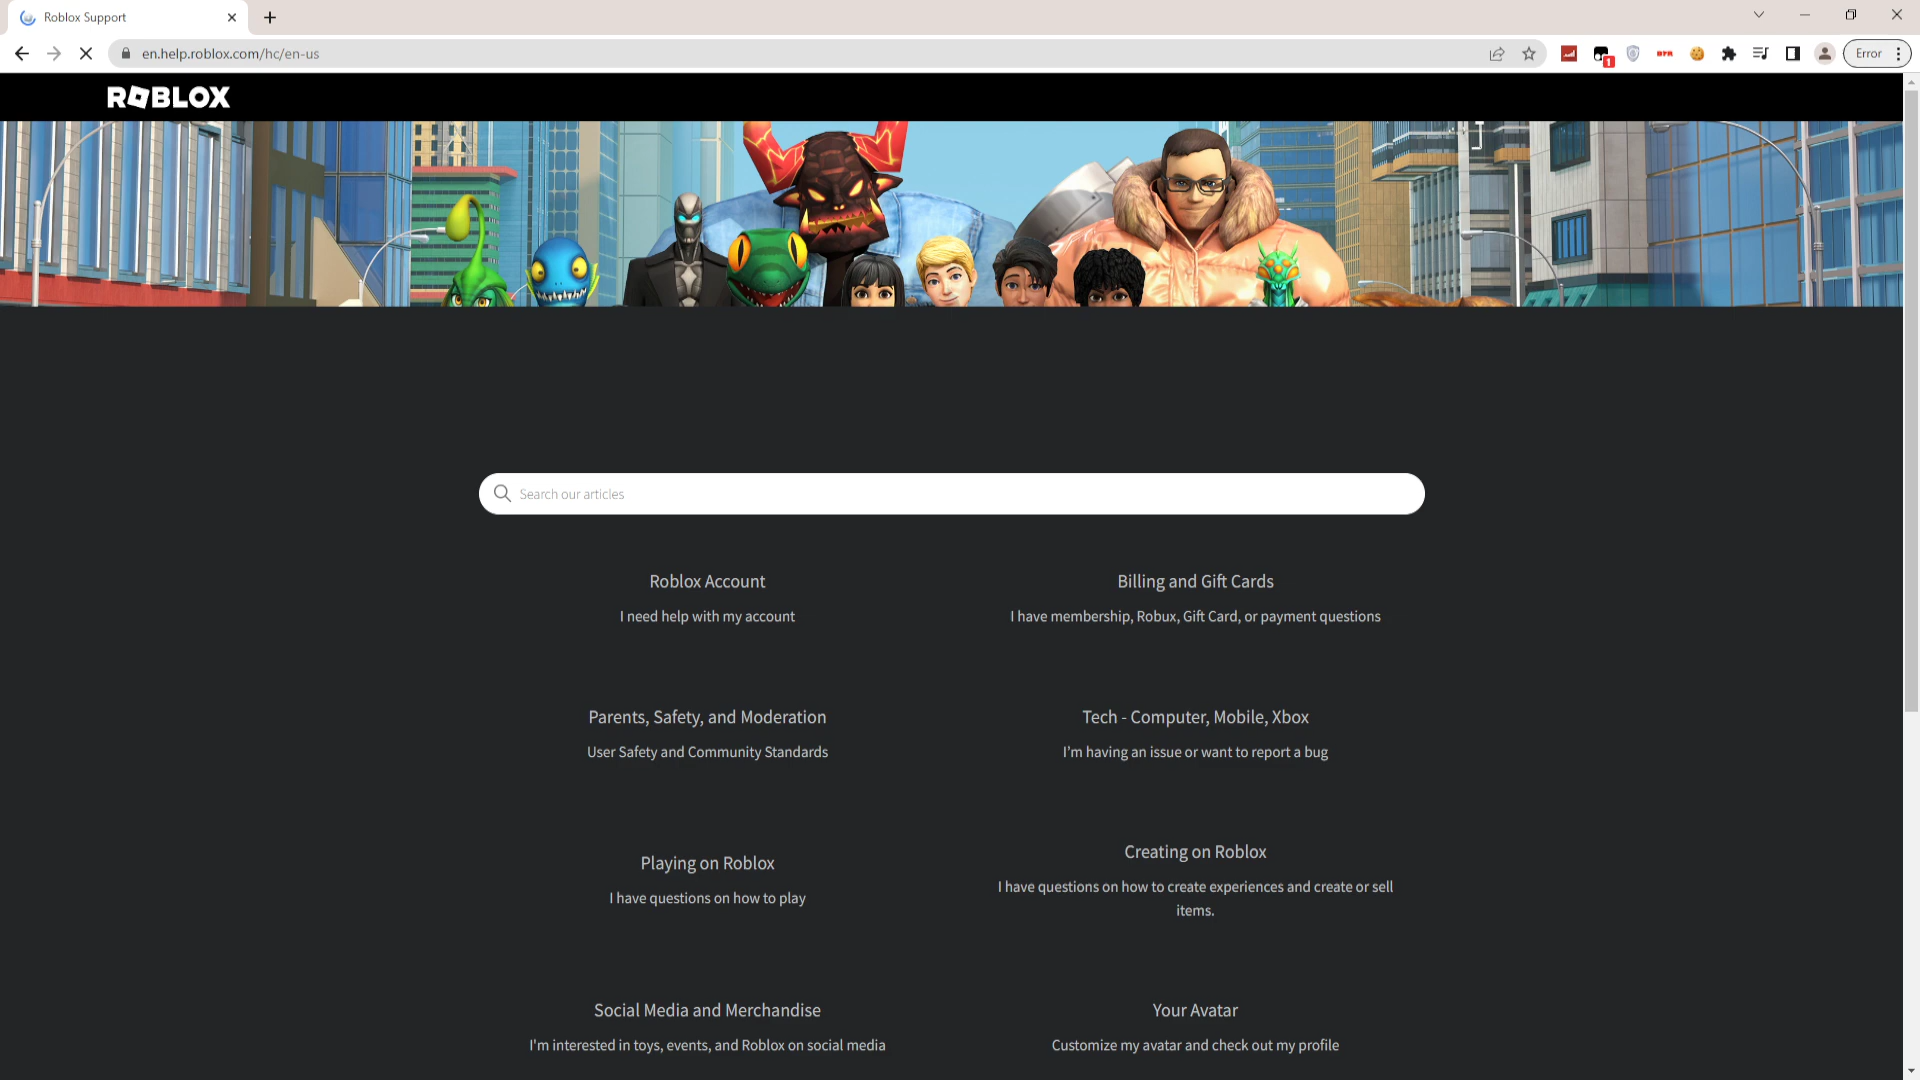 Roblox Support
en.help.roblox.com/hc/en-us
1
Error
ROBLOX
Search our articles
Roblox Account
Billing and Gift Cards
I need help with my account
I have membership, Robux, Gift Card, or payment questions
Parents, Safety, and Moderation
Tech - Computer, Mobile, Xbox
User Safety and Community Standards
I'm having an issue or want to report a bug
Playing on Roblox
Creating on Roblox
I have questions on how to play
I have questions on how to create experiences and create or sell
items.
Social Media and Merchandise
Your Avatar
I'm interested in toys, events, and Roblox on social media
Customize my avatar and check out my profile